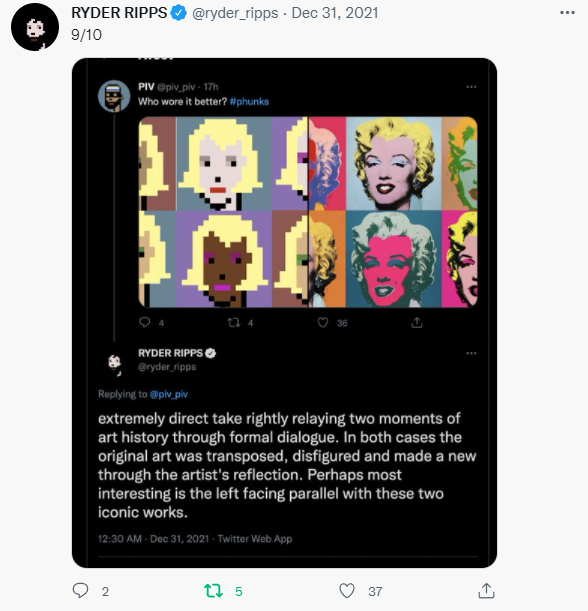 RYDER RIPPS @ryder_ripps · Dec 31, 2021
9/10
PIV @piv_piv · 17h
Who wore it better? #phunks
4 4 36
RYDER RIPPS
@ryder_ripps
Replying to @piv_piv
extremely direct take rightly relaying two moments of
art history through formal dialogue. In both cases the
original art was transposed, disfigured and made a new
through the artist's reflection. Perhaps most
interesting is the left facing parallel with these two
iconic works.
12:30 AM · Dec 31, 2021 · Twitter Web App
2 5 37